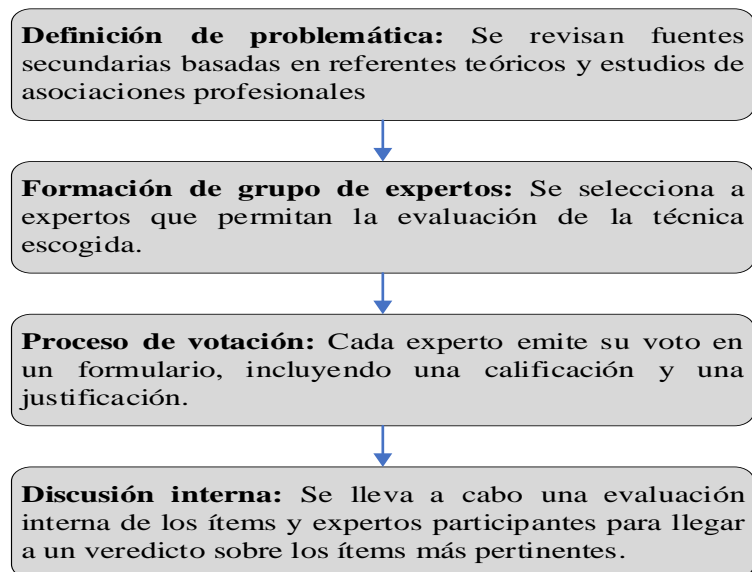 Definición de problemática: Se revisan fuentes
secundarias basadas en referentes teóricos y estudios de
asociaciones profesionales
Formación de grupo de expertos: Se selecciona a
expertos que permitan la evaluación de la técnica
escogida.
Proceso de votación: Cada experto emite su voto en
un formulario, incluyendo una calificación y una
justificación.
Discusión interna: Se lleva a cabo una evaluación
interna de los ítems y expertos participantes para llegar
a un veredicto sobre los ítems más pertinentes.